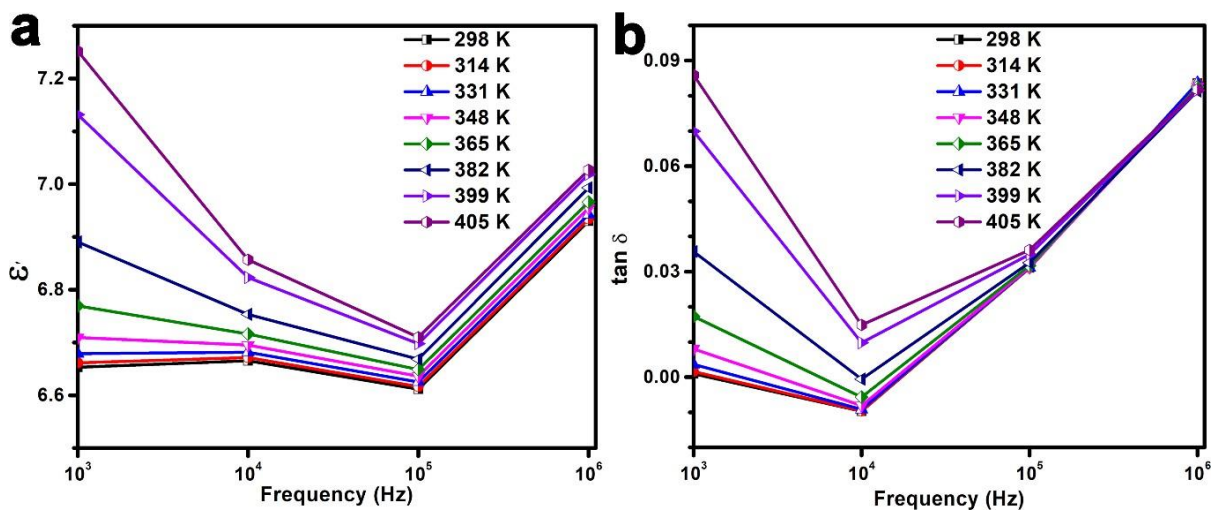 a
7.2
7.0
6.8
6.6
ε'
10³
10⁴
10⁵
10⁶
Frequency (Hz)
298 K
314 K
331 K
348 K
365 K
382 K
399 K
405 K
b
0.09
0.06
0.03
0.00
tan δ
10³
10⁴
10⁵
10⁶
Frequency (Hz)
298 K
314 K
331 K
348 K
365 K
382 K
399 K
405 K